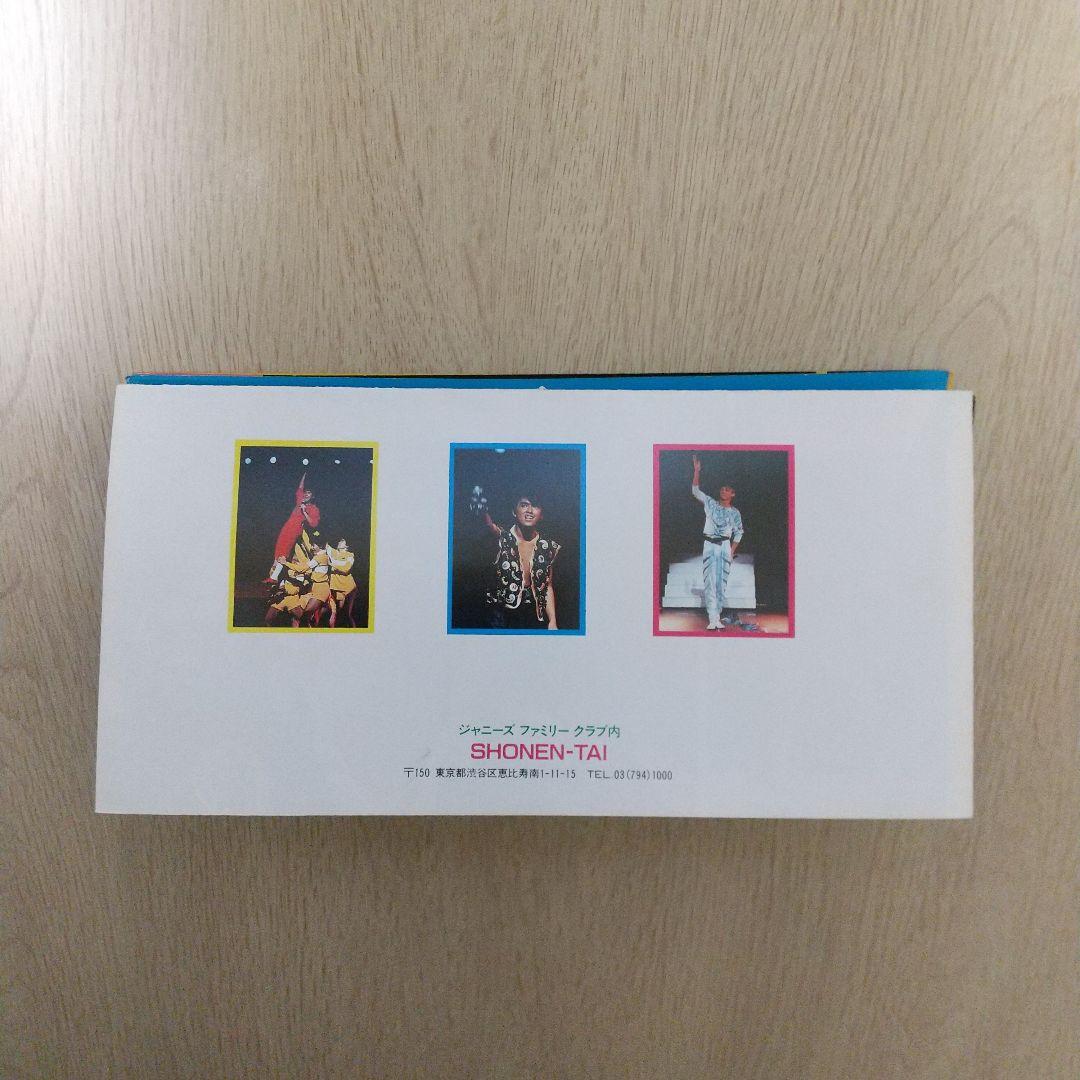 ジャニーズ ファミリー クラブ内
SHONEN-TAI
〒150 東京都渋谷区恵比寿南1-11-15 TEL.03(794)1000